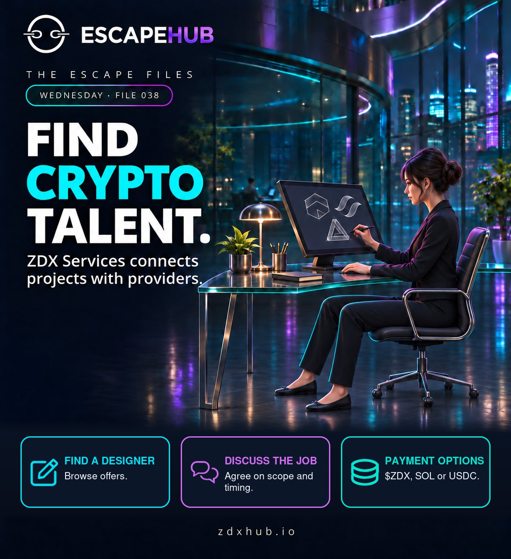 ESCAPEHUB
THE ESCAPE FILES
WEDNESDAY · FILE 038
FIND
CRYPTO
TALENT.
ZDX Services connects
projects with providers.
FIND A DESIGNER
Browse offers.
DISCUSS THE JOB
Agree on scope and
timing.
PAYMENT OPTIONS
$ZDX, SOL or USDC.
zdxhub.io